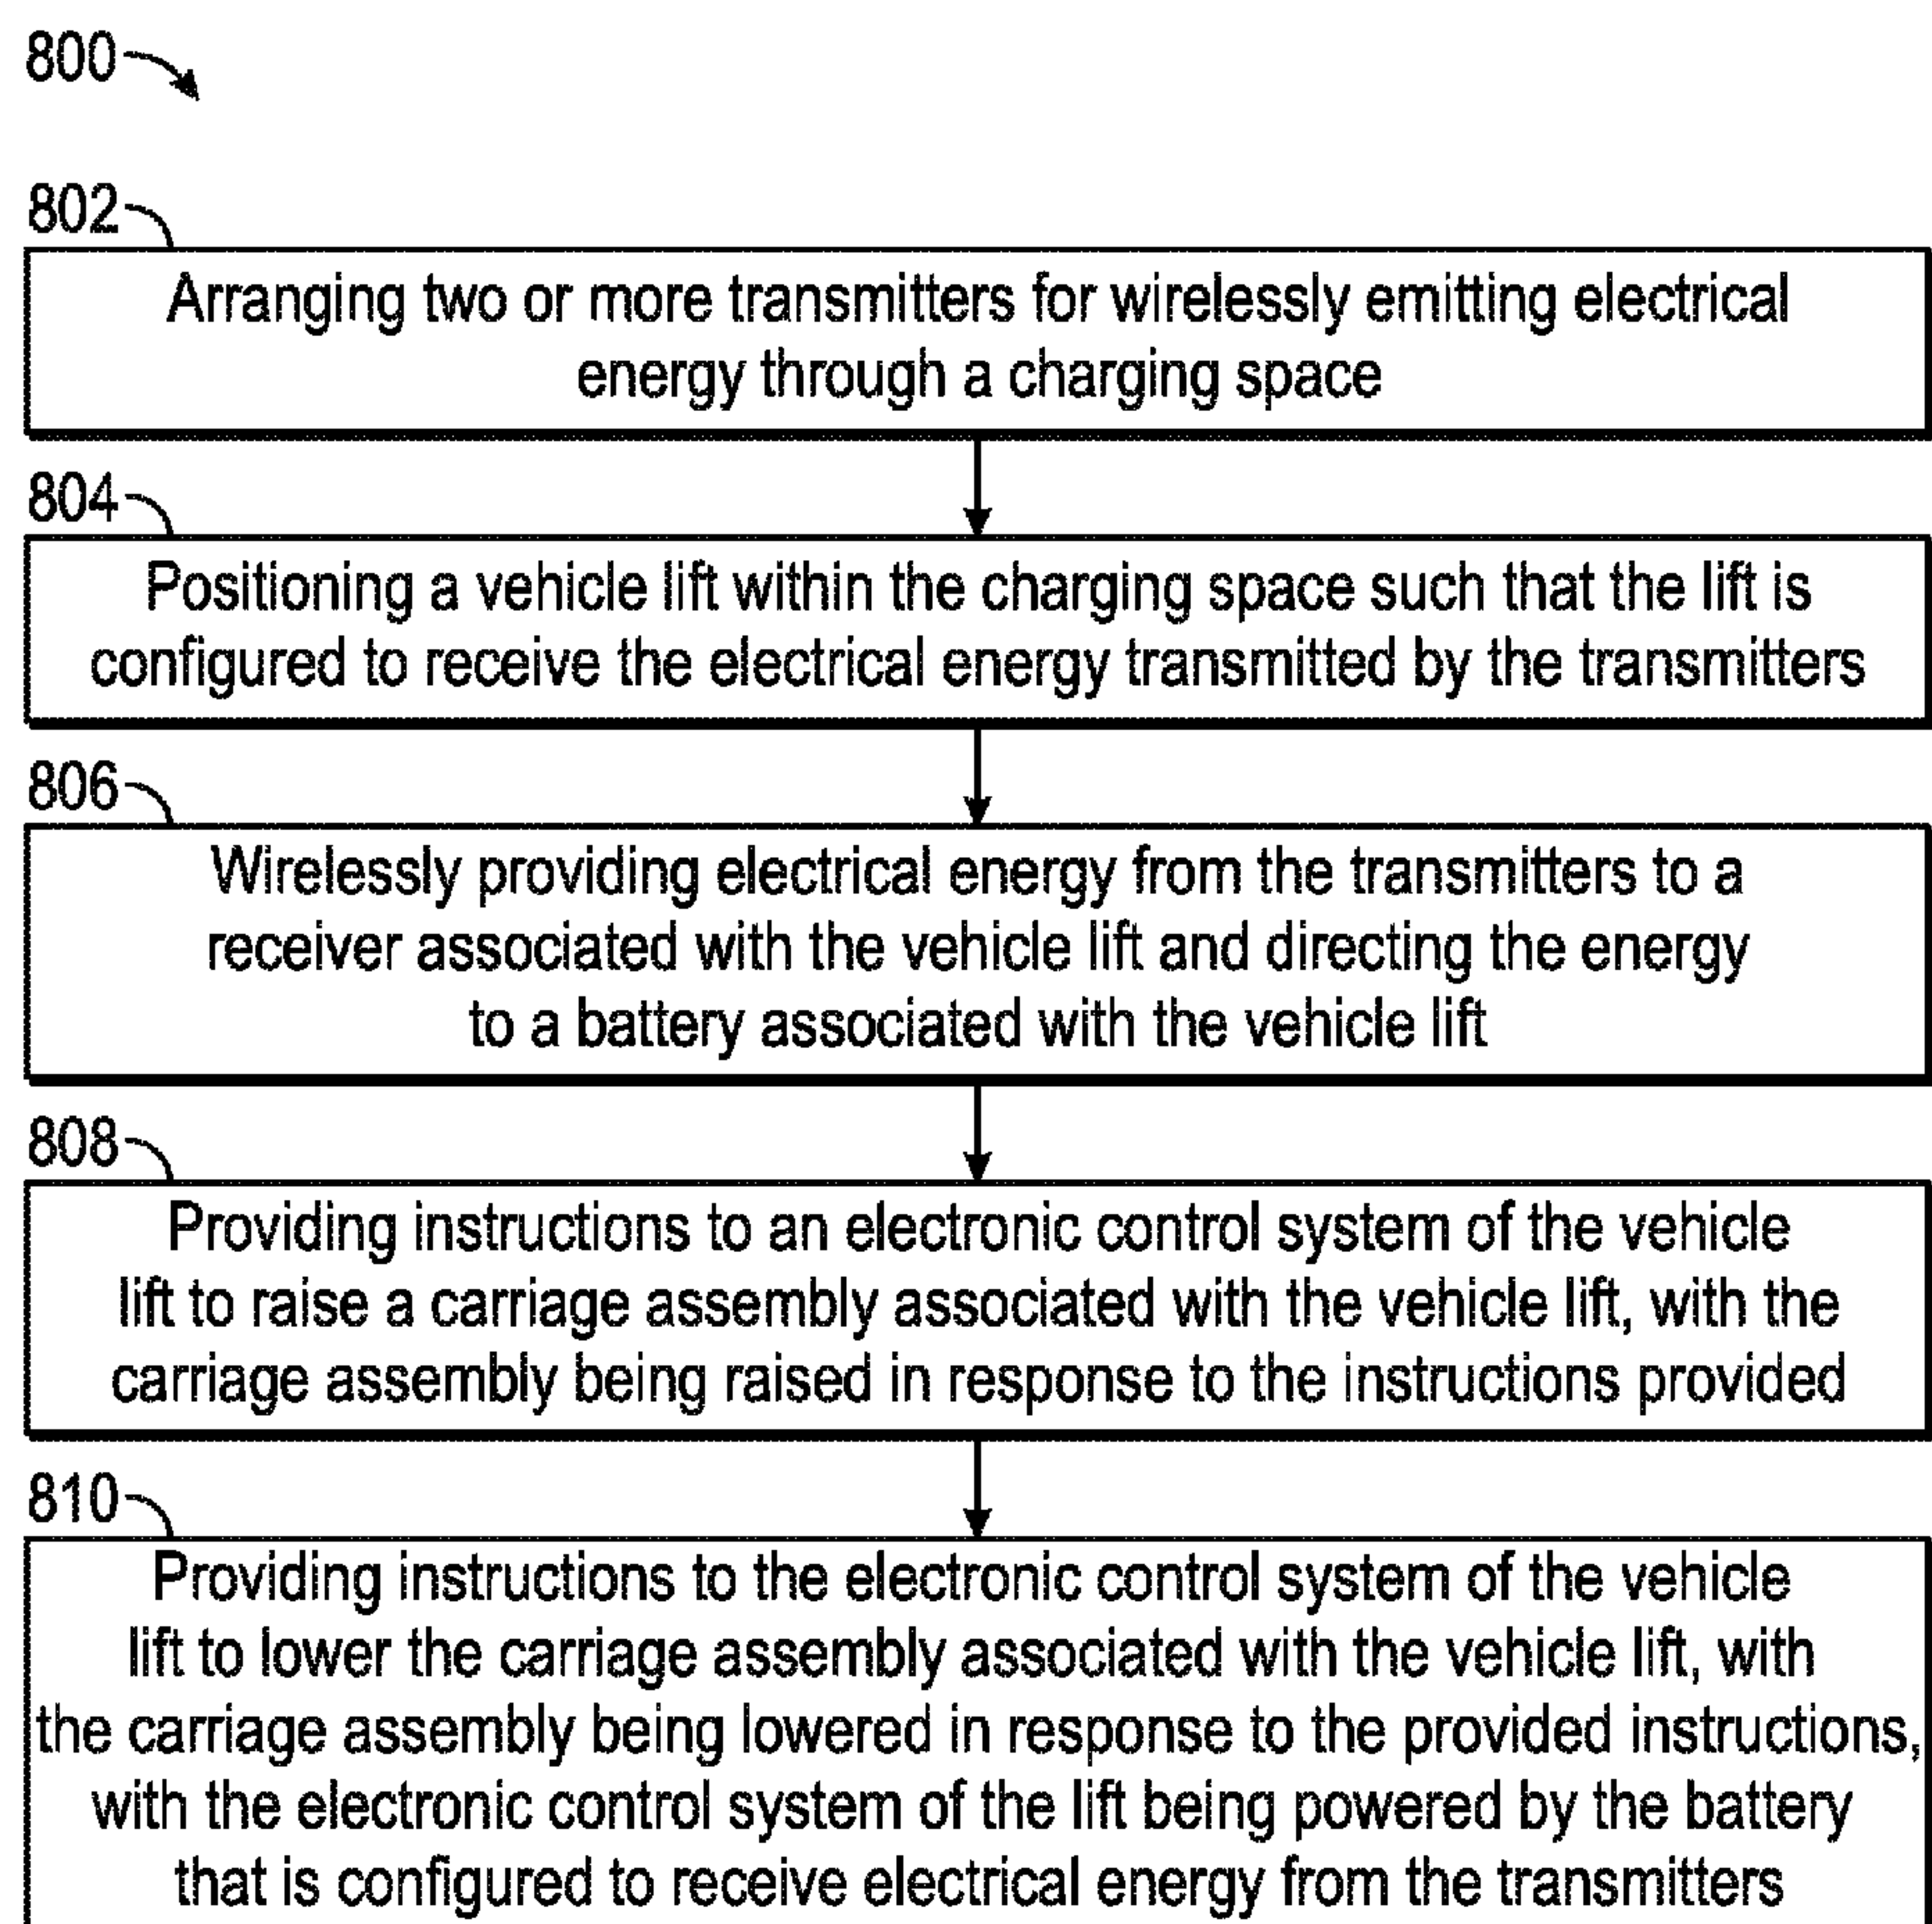 800
802
Arranging two or more transmitters for wirelessly emitting electrical
energy through a charging space
804
Positioning a vehicle lift within the charging space such that the lift is
configured to receive the electrical energy transmitted by the transmitters
806
Wirelessly providing electrical energy from the transmitters to a
receiver associated with the vehicle lift and directing the energy
to a battery associated with the vehicle lift
808
Providing instructions to an electronic control system of the vehicle
lift to raise a carriage assembly associated with the vehicle lift, with the
carriage assembly being raised in response to the instructions provided
810
Providing instructions to the electronic control system of the vehicle
lift to lower the carriage assembly associated with the vehicle lift, with
the carriage assembly being lowered in response to the provided instructions,
with the electronic control system of the lift being powered by the battery
that is configured to receive electrical energy from the transmitters